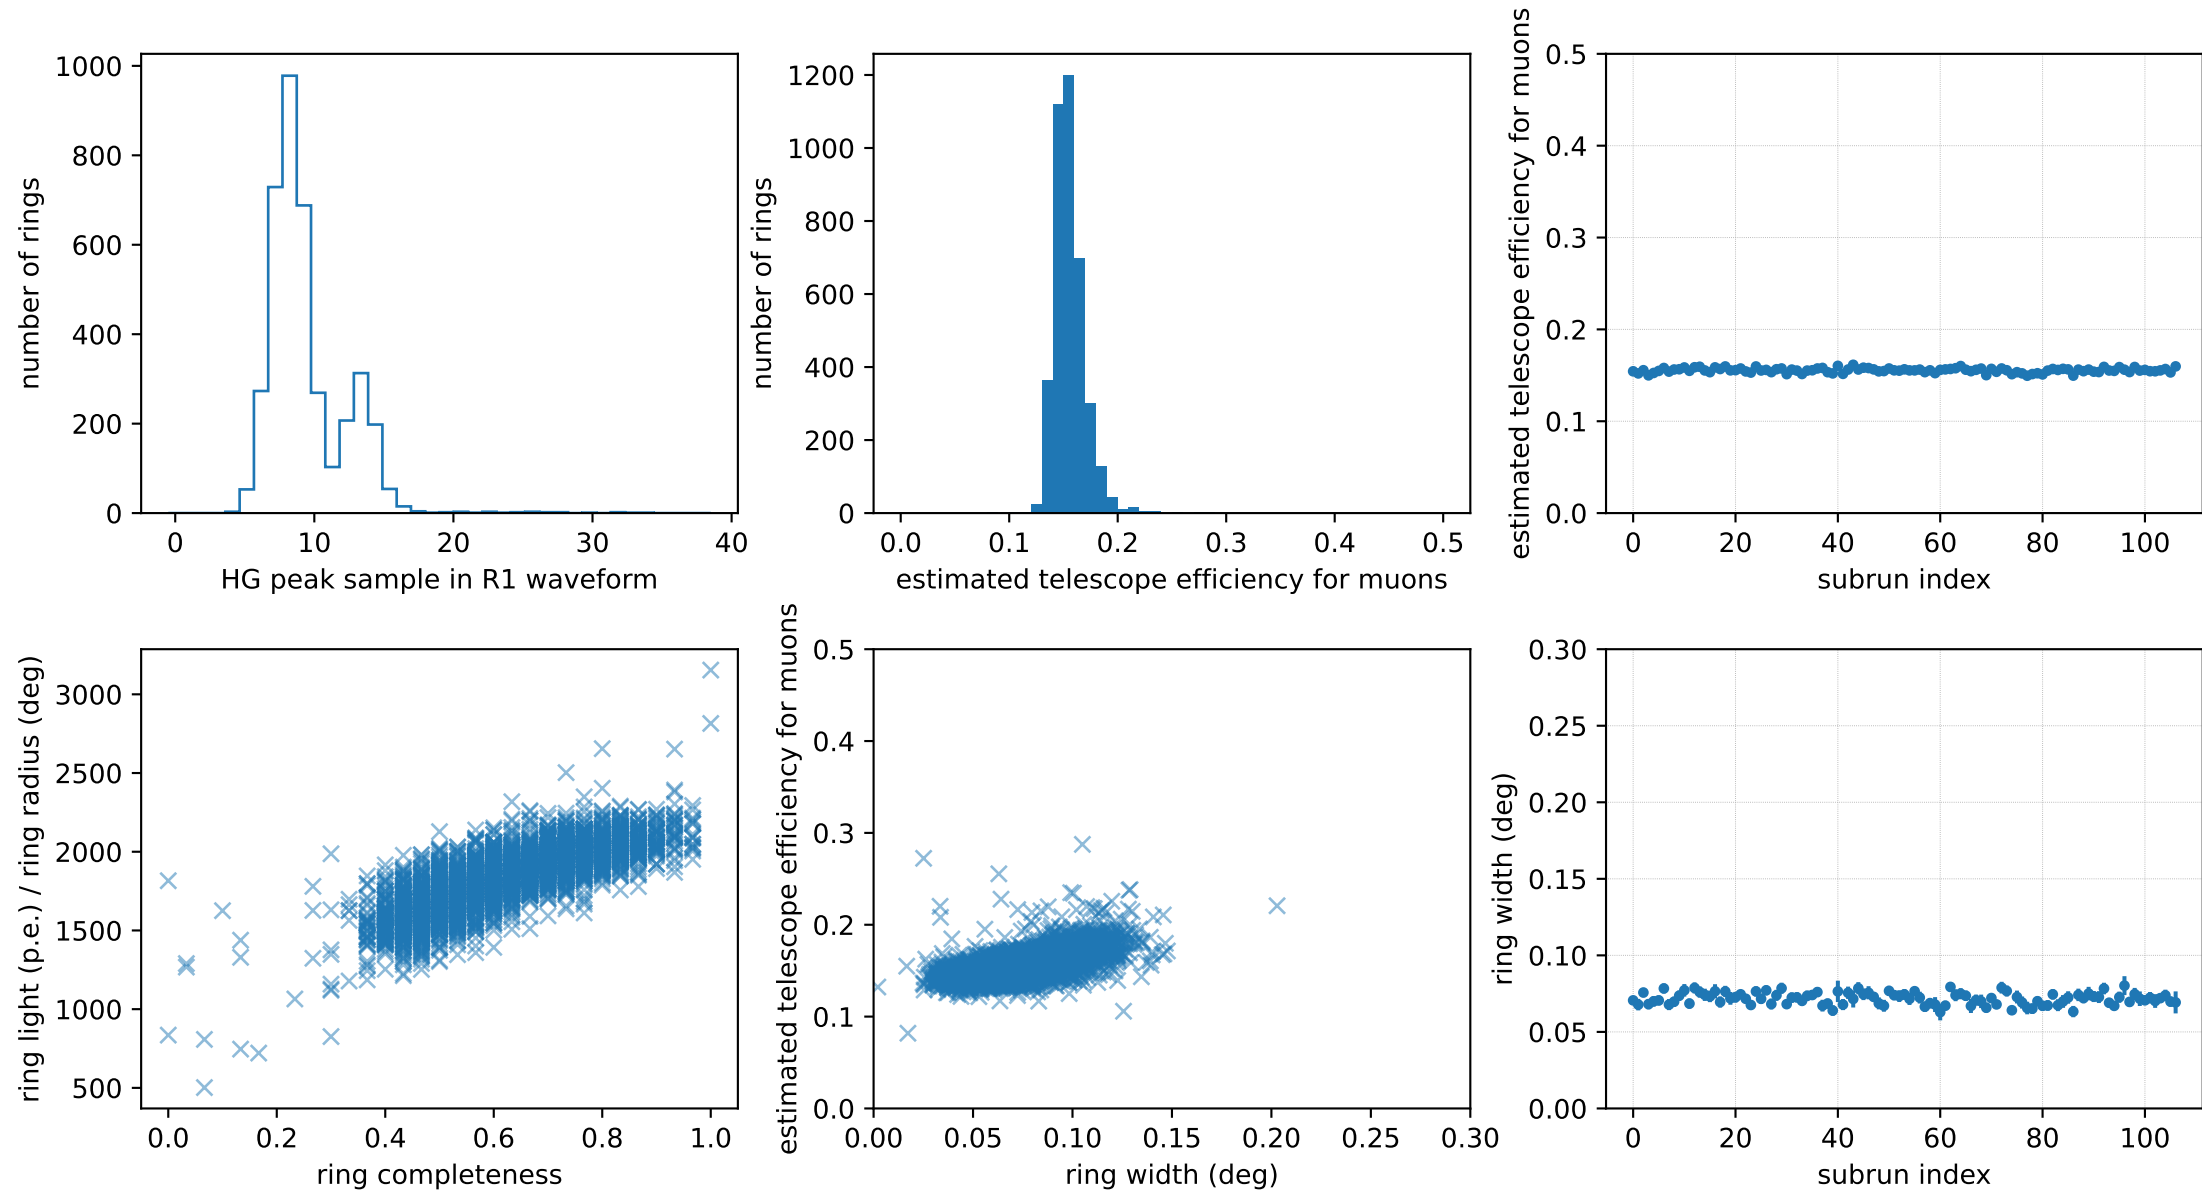 number of rings
1000
800
600
400
200
0
0 10 20 30 40
HG peak sample in R1 waveform
number of rings
1200
1000
800
600
400
200
0
0.0 0.1 0.2 0.3 0.4 0.5
estimated telescope efficiency for muons
estimated telescope efficiency for muons
0.5
0.4
0.3
0.2
0.1
0.0
0 20 40 60 80 100
subrun index
ring light (p.e.) / ring radius (deg)
3000
2500
2000
1500
1000
500
0.0 0.2 0.4 0.6 0.8 1.0
ring completeness
estimated telescope efficiency for muons
0.5
0.4
0.3
0.2
0.1
0.0
0.00 0.05 0.10 0.15 0.20 0.25 0.30
ring width (deg)
ring width (deg)
0.30
0.25
0.20
0.15
0.10
0.05
0.00
0 20 40 60 80 100
subrun index